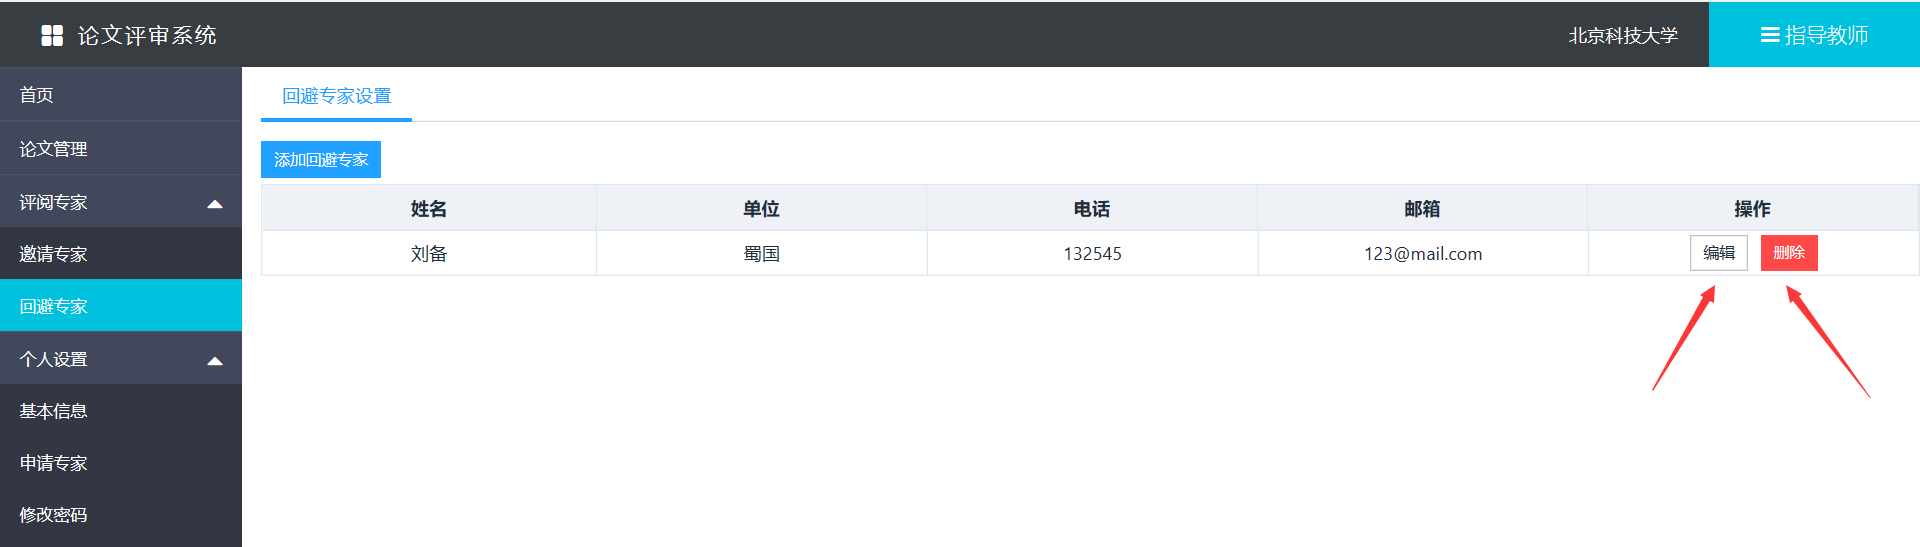 论文评审系统
北京科技大学
指导教师
首页
论文管理
评阅专家
邀请专家
回避专家
个人设置
基本信息
申请专家
修改密码
回避专家设置
添加回避专家
姓名 单位 电话 邮箱 操作
刘备 蜀国 132545 123@mail.com 编辑 删除